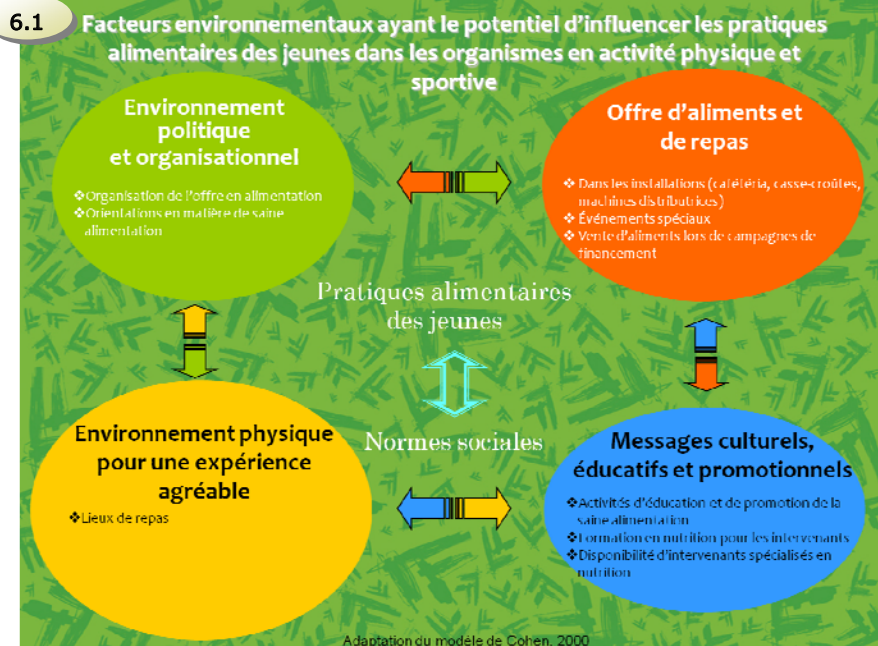 6.1
Facteurs environnementaux ayant le potentiel d'influencer les pratiques
alimentaires des jeunes dans les organismes en activité physique et
sportive
Environnement
politique
et organisationnel
❖Organisation de l'offre en alimentation
❖Orientations en matière de saine
alimentation
Offre d'aliments et
de repas
❖Dans les installations (cafétéria, casse-croûtes,
machines distributrices)
❖Événements spéciaux
❖Vente d'aliments lors de campagnes de
financement
Pratiques alimentaires
des jeunes
Normes sociales
Environnement physique
pour une expérience
agréable
❖Lieux de repas
Messages culturels,
éducatifs et promotionnels
❖Activités d'éducation et de promotion de la
saine alimentation
❖Formation en nutrition pour les intervenants
❖Disponibilité d'intervenants spécialisés en
nutrition
Adaptation du modèle de Cohen, 2000